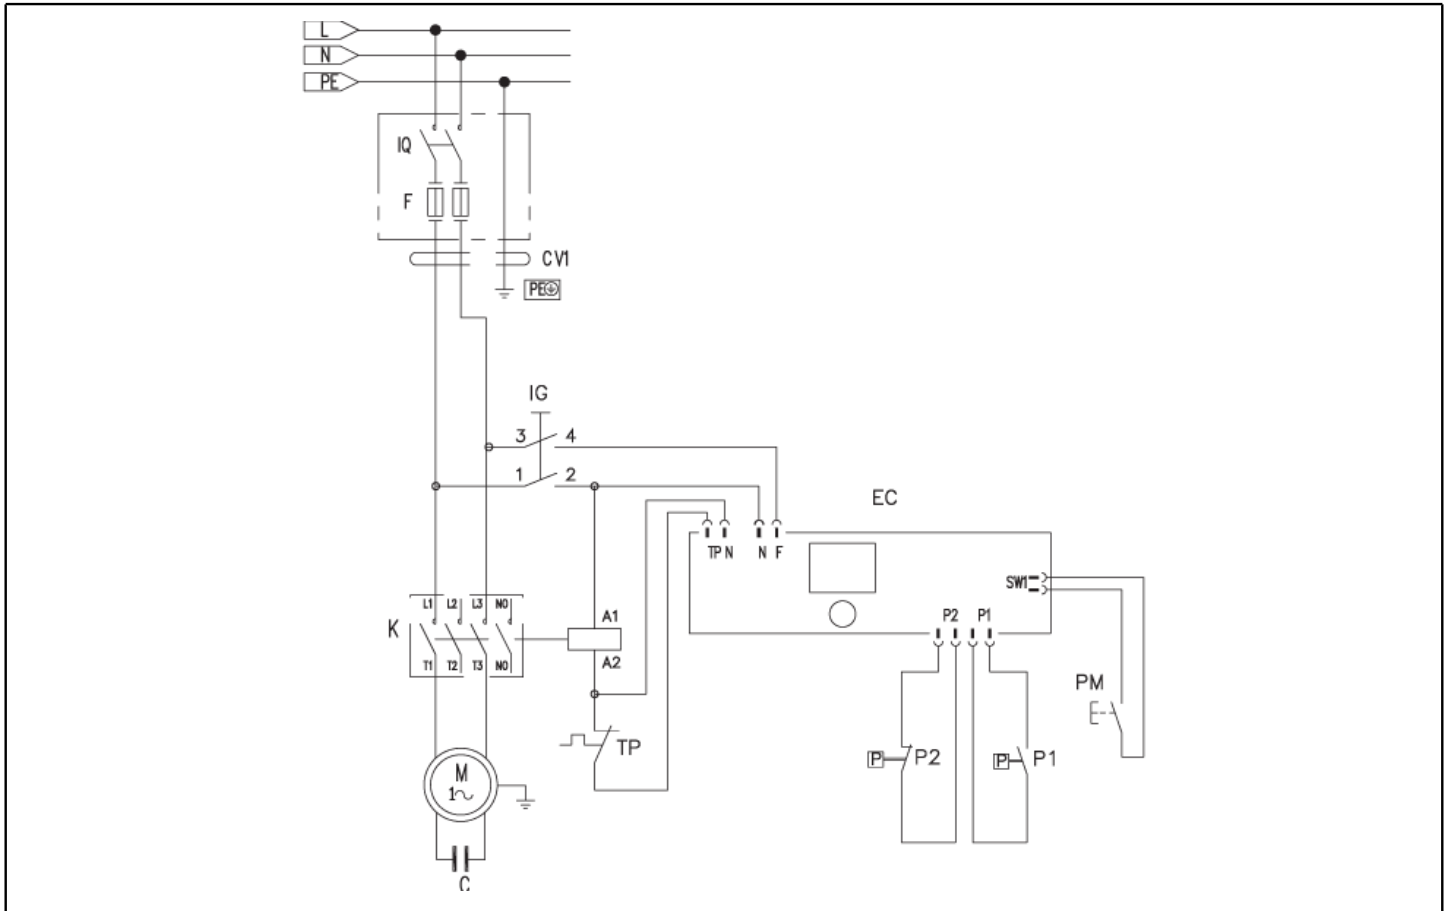 L
N
PE
IQ
F
CV1
PE
IG
3 4
1 2
EC
TP N N F
SW1
L1 L2 L3 NO
K
A1
P2 P1
T1 T2 T3 NO
A2
PM
TP
P P2
P P1
M
1~
C